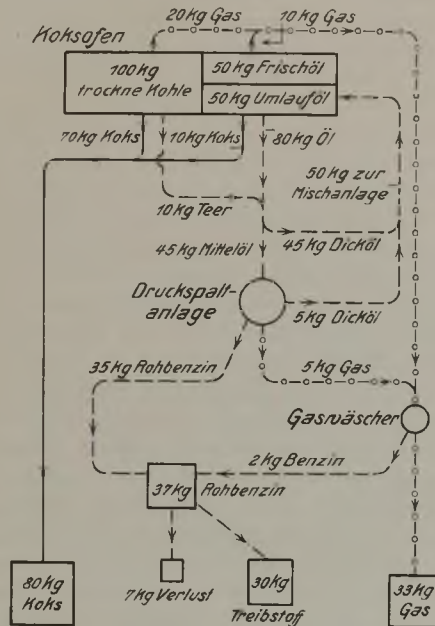 20 kg Gas
10 kg Gas
Koksofen
100 kg
trockne Kohle
50 kg Frischöl
50 kg Umlauföl
70 kg Koks
10 kg Koks
80 kg Öl
50 kg zur
Mischanlage
10 kg Teer
45 kg Mittelöl
45 kg Dicköl
Druckspalt-
anlage
5 kg Dicköl
35 kg Rohbenzin
5 kg Gas
Gaswäscher
2 kg Benzin
37 kg
Rohbenzin
80 kg
Koks
7 kg Verlust
30 kg
Treibstoff
33 kg
Gas